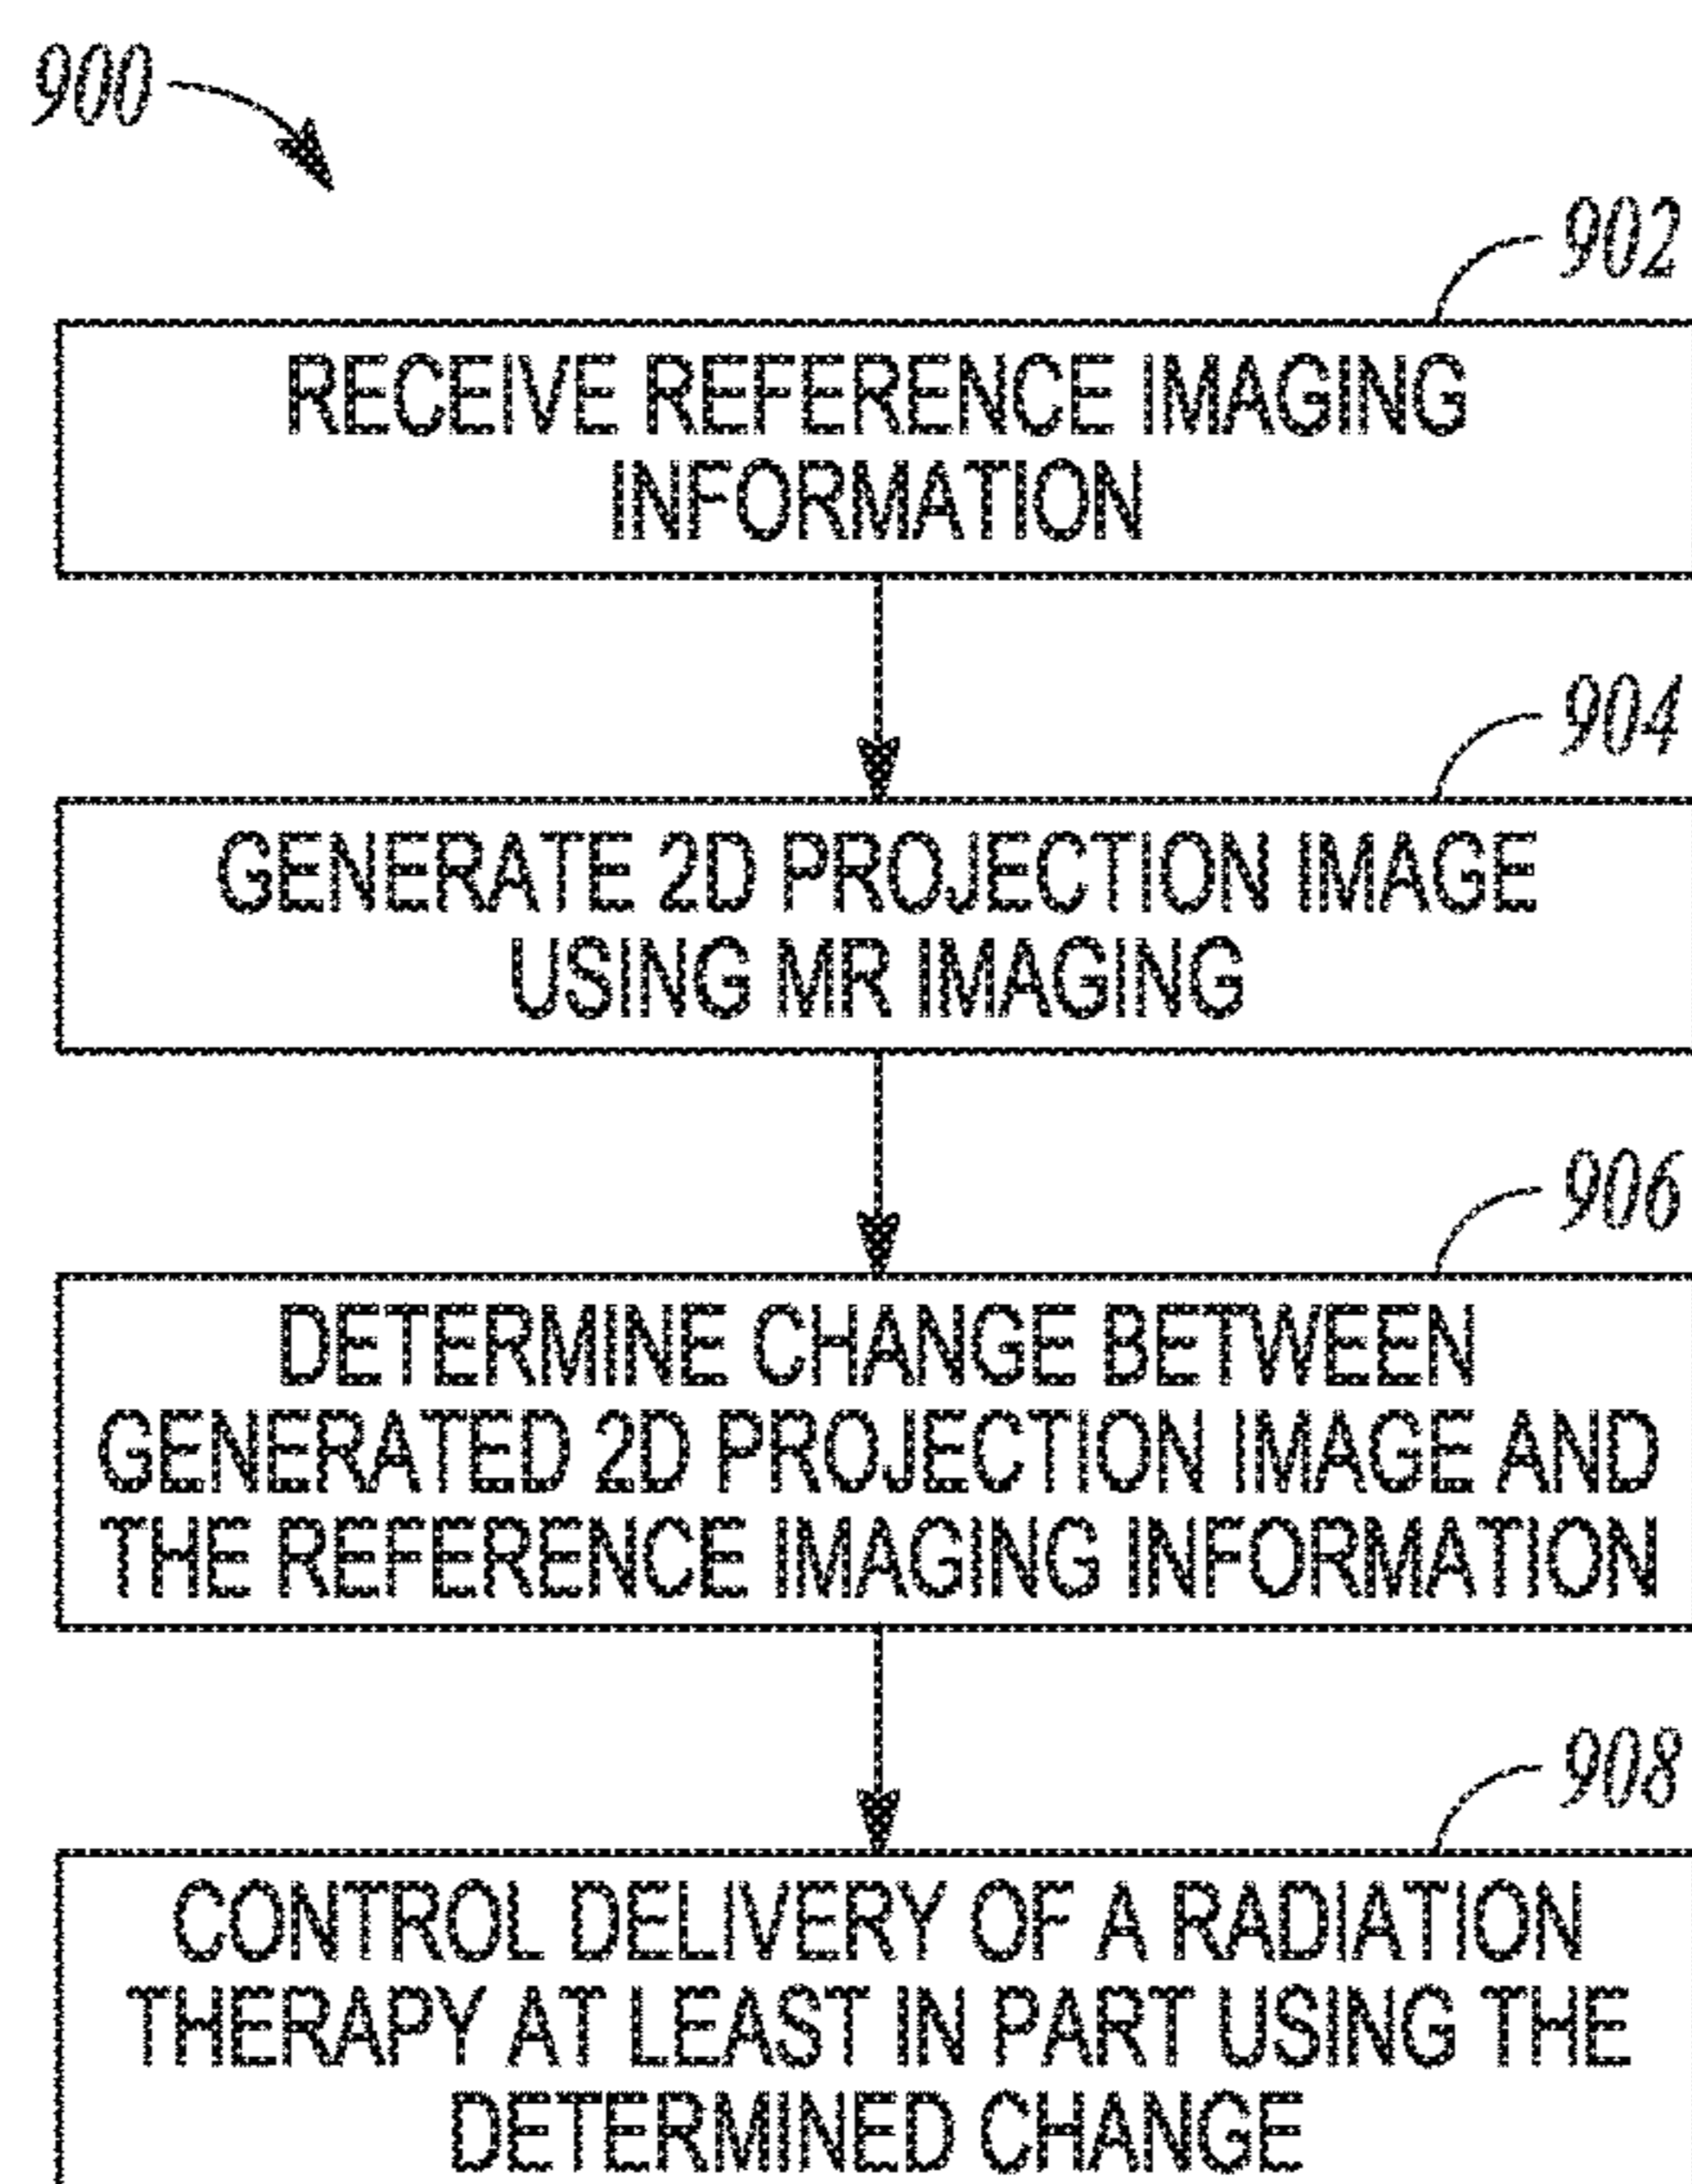 900
902
RECEIVE REFERENCE IMAGING
INFORMATION
904
GENERATE 2D PROJECTION IMAGE
USING MR IMAGING
906
DETERMINE CHANGE BETWEEN
GENERATED 2D PROJECTION IMAGE AND
THE REFERENCE IMAGING INFORMATION
908
CONTROL DELIVERY OF A RADIATION
THERAPY AT LEAST IN PART USING THE
DETERMINED CHANGE